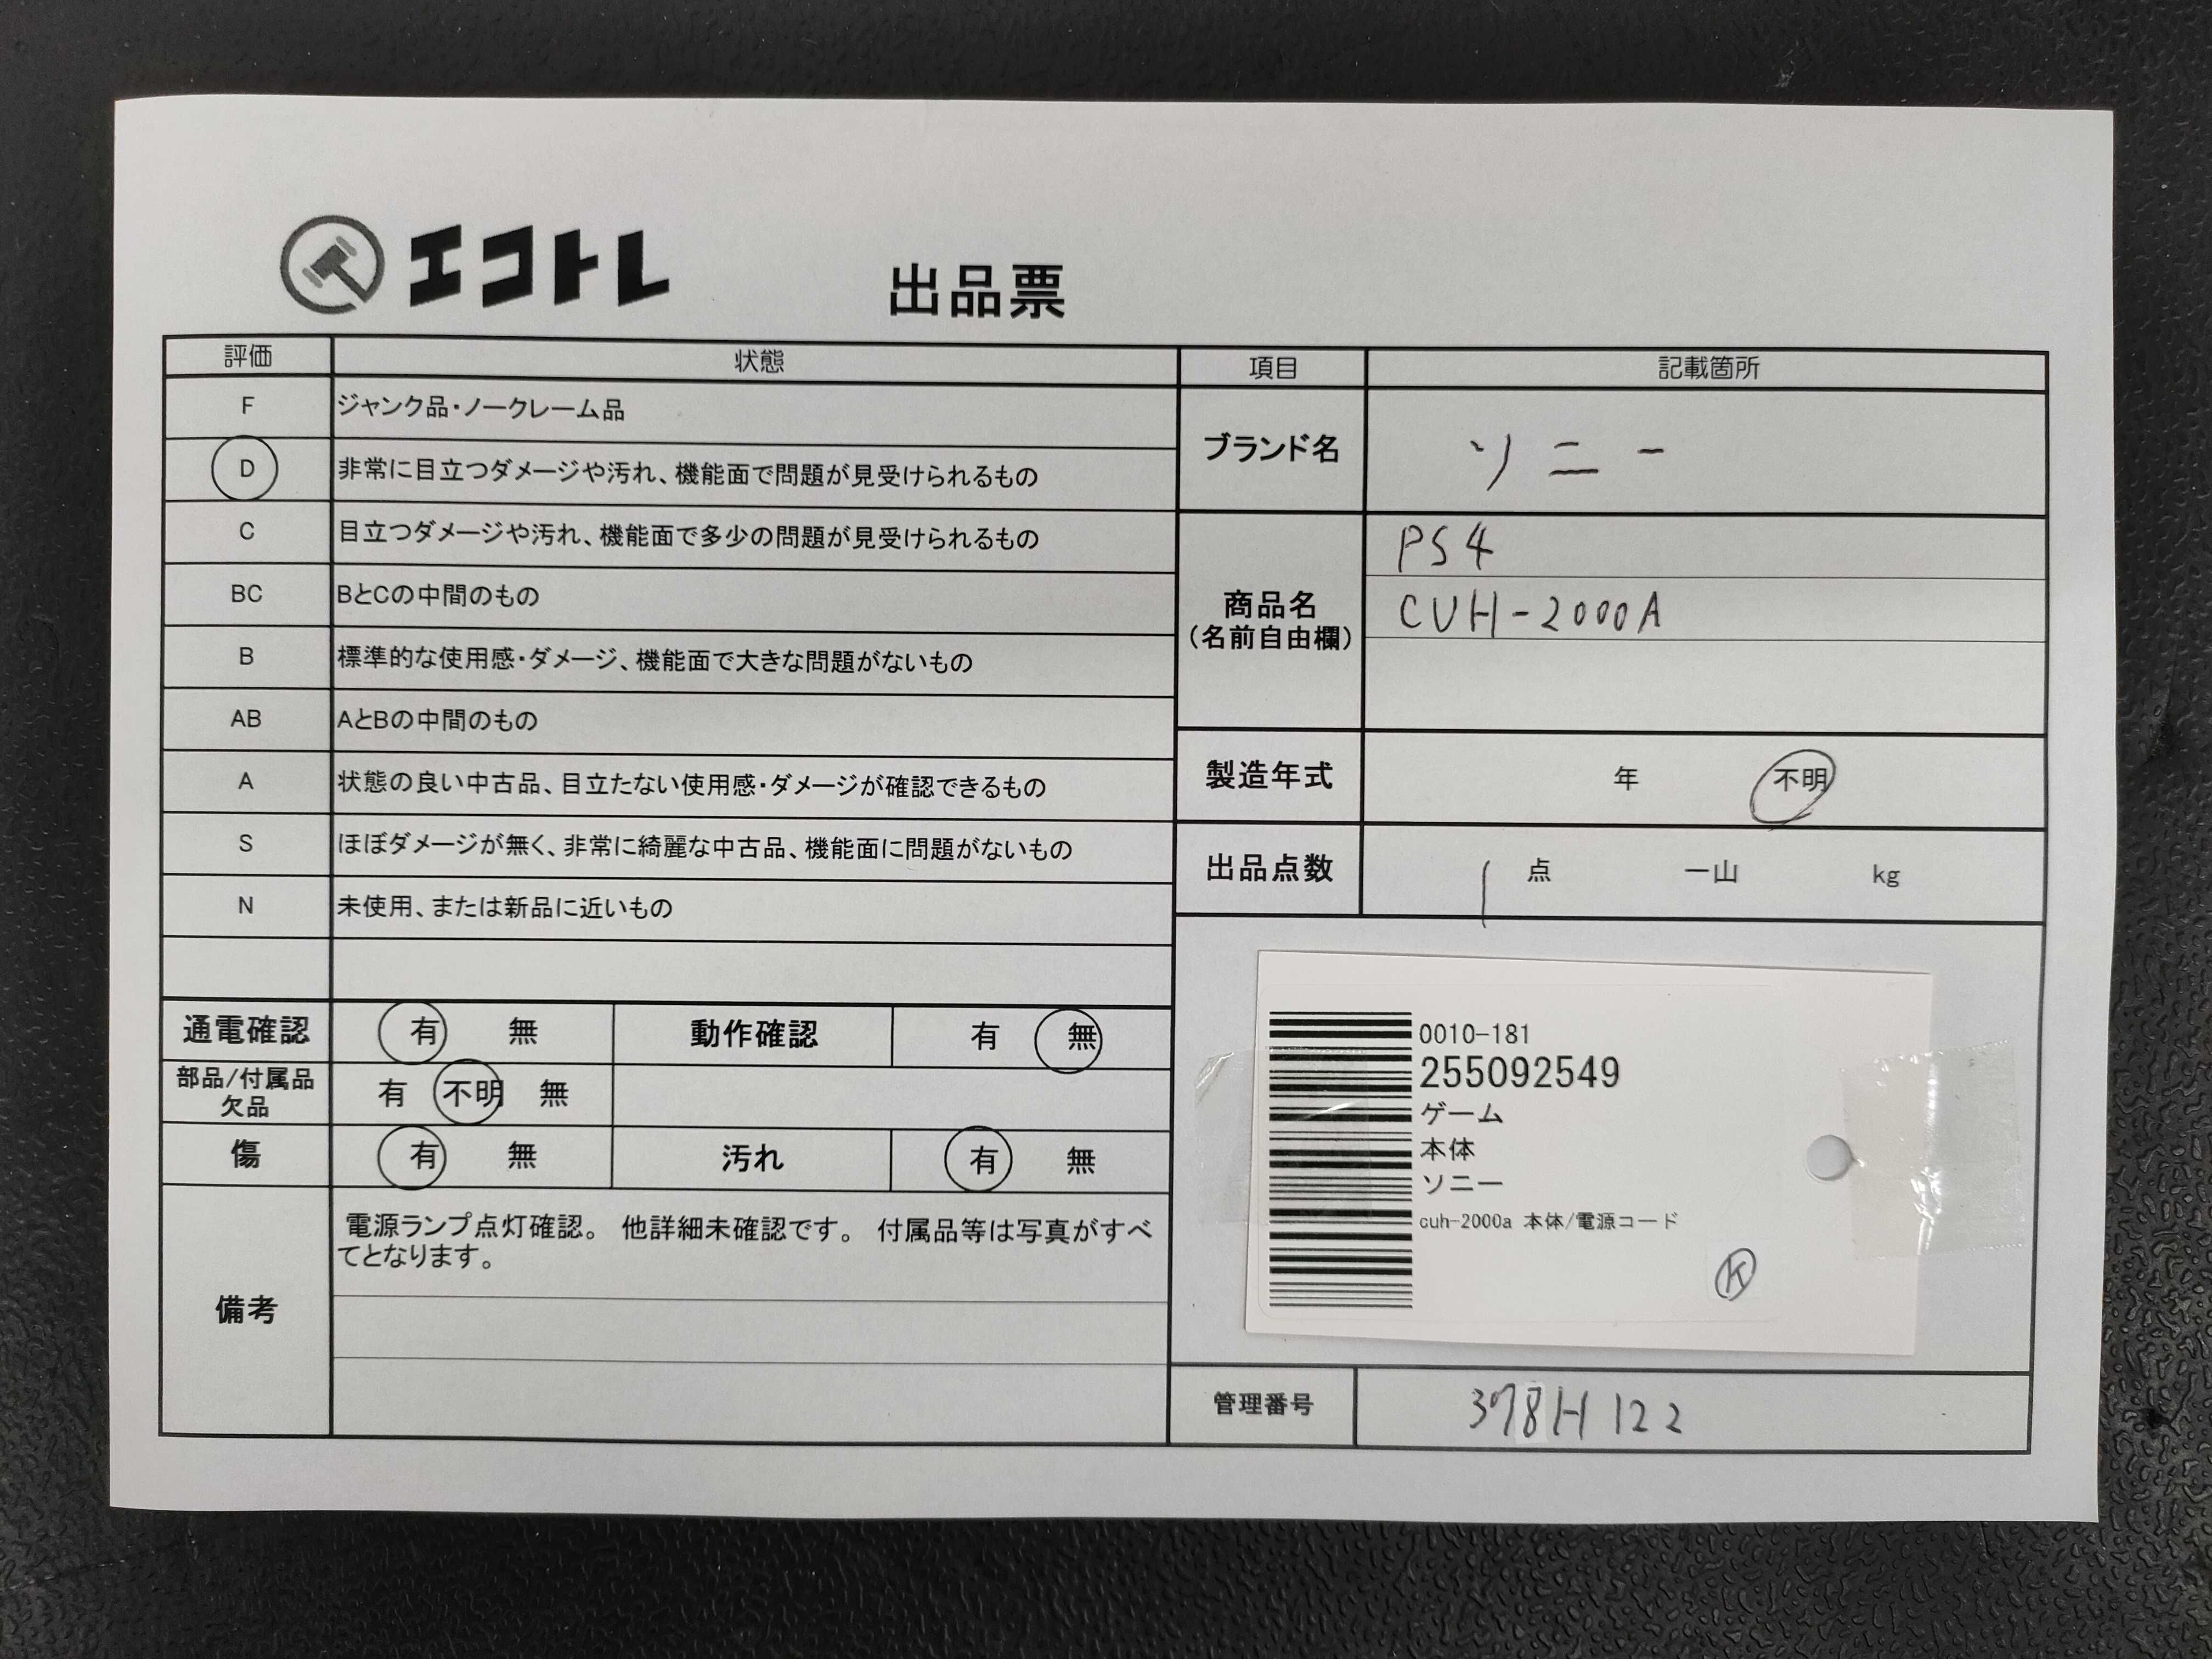 エコトレ
出品票
評価 状態
F ジャンク品・ノークレーム品
D 非常に目立つダメージや汚れ、機能面で問題が見受けられるもの
C 目立つダメージや汚れ、機能面で多少の問題が見受けられるもの
BC BとCの中間のもの
B 標準的な使用感・ダメージ、機能面で大きな問題がないもの
AB AとBの中間のもの
A 状態の良い中古品、目立たない使用感・ダメージが確認できるもの
S ほぼダメージが無く、非常に綺麗な中古品、機能面に問題がないもの
N 未使用、または新品に近いもの
通電確認 有 無 動作確認 有 無
部品/付属品
欠品
有 不明 無
傷 有 無 汚れ 有 無
備考
電源ランプ点灯確認。 他詳細未確認です。 付属品等は写真がすべ
てとなります。
項目 記載箇所
ブランド名 ソニー
商品名
(名前自由欄)
PS4
CUH-2000A
製造年式 年 不明
出品点数 1 点 一山 kg
0010-181
255092549
ゲーム
本体
ソニー
cuh-2000a 本体/電源コード
K
管理番号 378H122